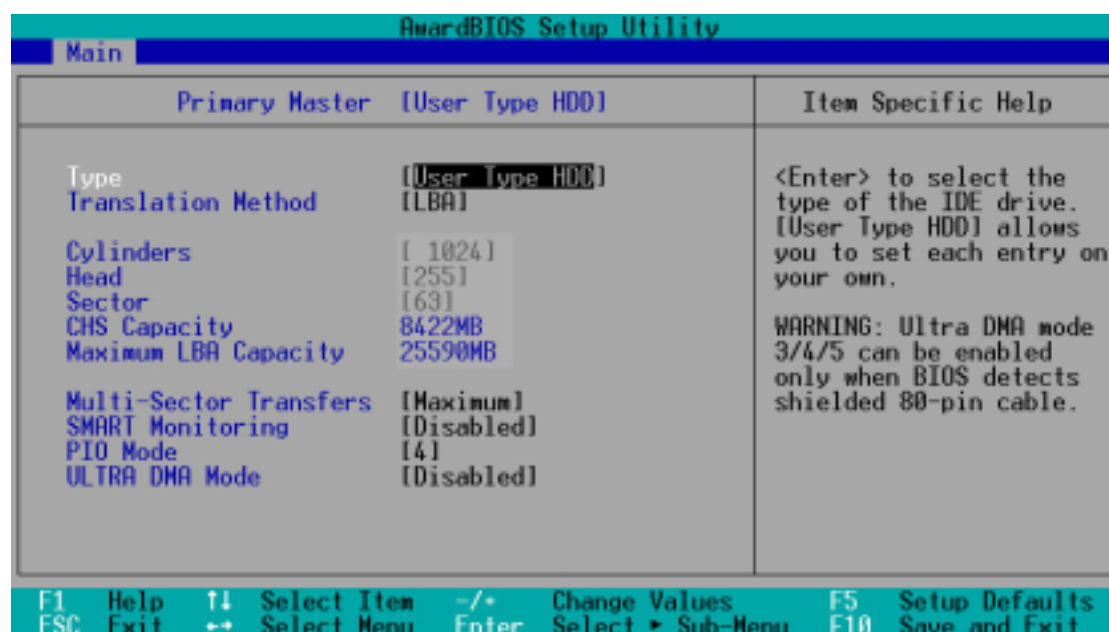 AwardBIOS Setup Utility
Main
Primary Master [User Type HDD]
Item Specific Help
Type [User Type HDD]
Translation Method [LBA]
Cylinders [ 1024]
Head [255]
Sector [63]
CHS Capacity 8422MB
Maximum LBA Capacity 25590MB
Multi-Sector Transfers [Maximum]
SMART Monitoring [Disabled]
PIO Mode [4]
ULTRA DMA Mode [Disabled]
<Enter> to select the
type of the IDE drive.
[User Type HDD] allows
you to set each entry on
your own.
WARNING: Ultra DMA mode
3/4/5 can be enabled
only when BIOS detects
shielded 80-pin cable.
F1 Help ↑↓ Select Item -/+ Change Values F5 Setup Defaults
ESC Exit ←→ Select Menu Enter Select ► Sub-Menu F10 Save and Exit